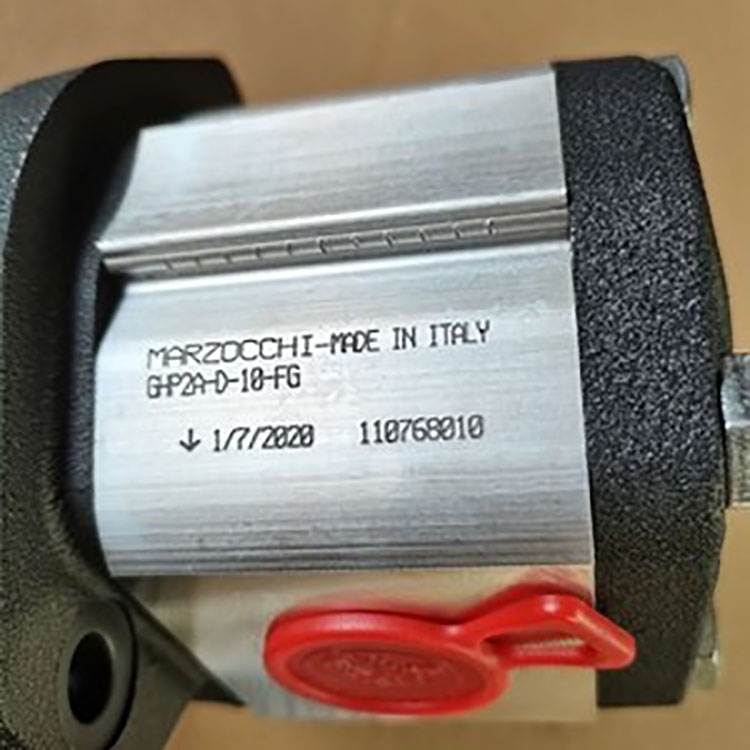 MARZOCCHI-MADE IN ITALY
GHP2A-D-10-FG
↓ 1/7/2020 110768010